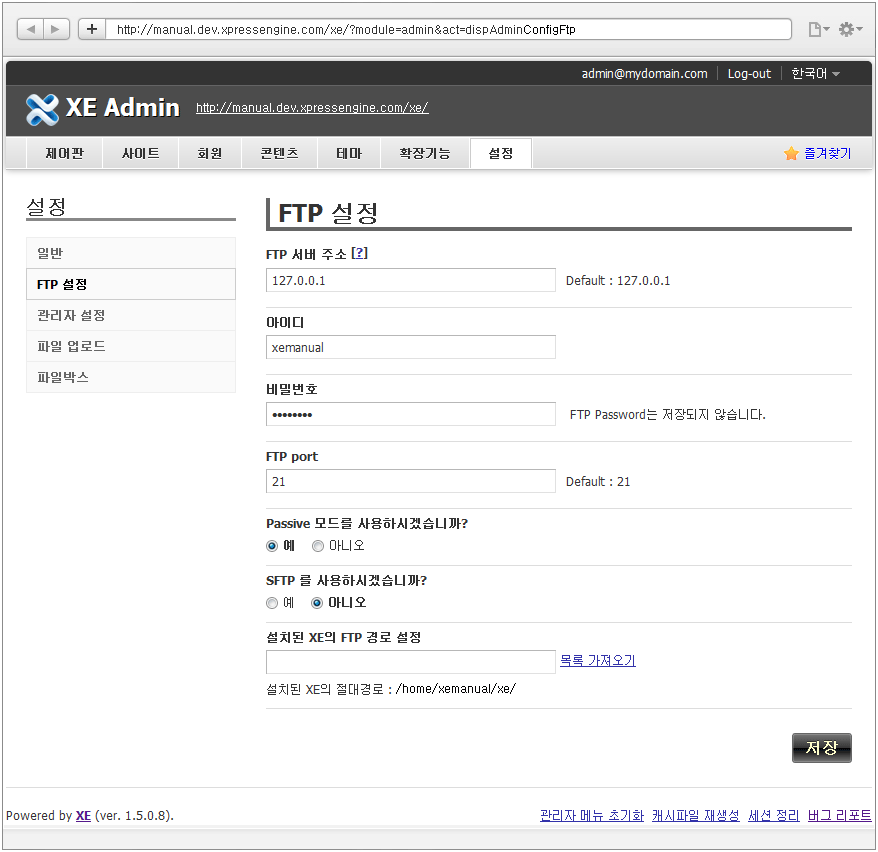 http://manual.dev.xpressengine.com/xe/?module=admin&act=dispAdminConfigFtp
admin@mydomain.com Log-out 한국어
XE Admin http://manual.dev.xpressengine.com/xe/
제어판 사이트 회원 콘텐츠 테마 확장기능 설정 즐겨찾기
설정
일반
FTP 설정
관리자 설정
파일 업로드
파일박스
FTP 설정
FTP 서버 주소 [?]
127.0.0.1 Default : 127.0.0.1
아이디
xemanual
비밀번호
•••••••• FTP Password는 저장되지 않습니다.
FTP port
21 Default : 21
Passive 모드를 사용하시겠습니까?
예 아니오
SFTP 를 사용하시겠습니까?
예 아니오
설치된 XE의 FTP 경로 설정
목록 가져오기
설치된 XE의 절대경로 : /home/xemanual/xe/
저장
Powered by XE (ver. 1.5.0.8). 관리자 메뉴 초기화 캐시파일 재생성 세션 정리 버그 리포트